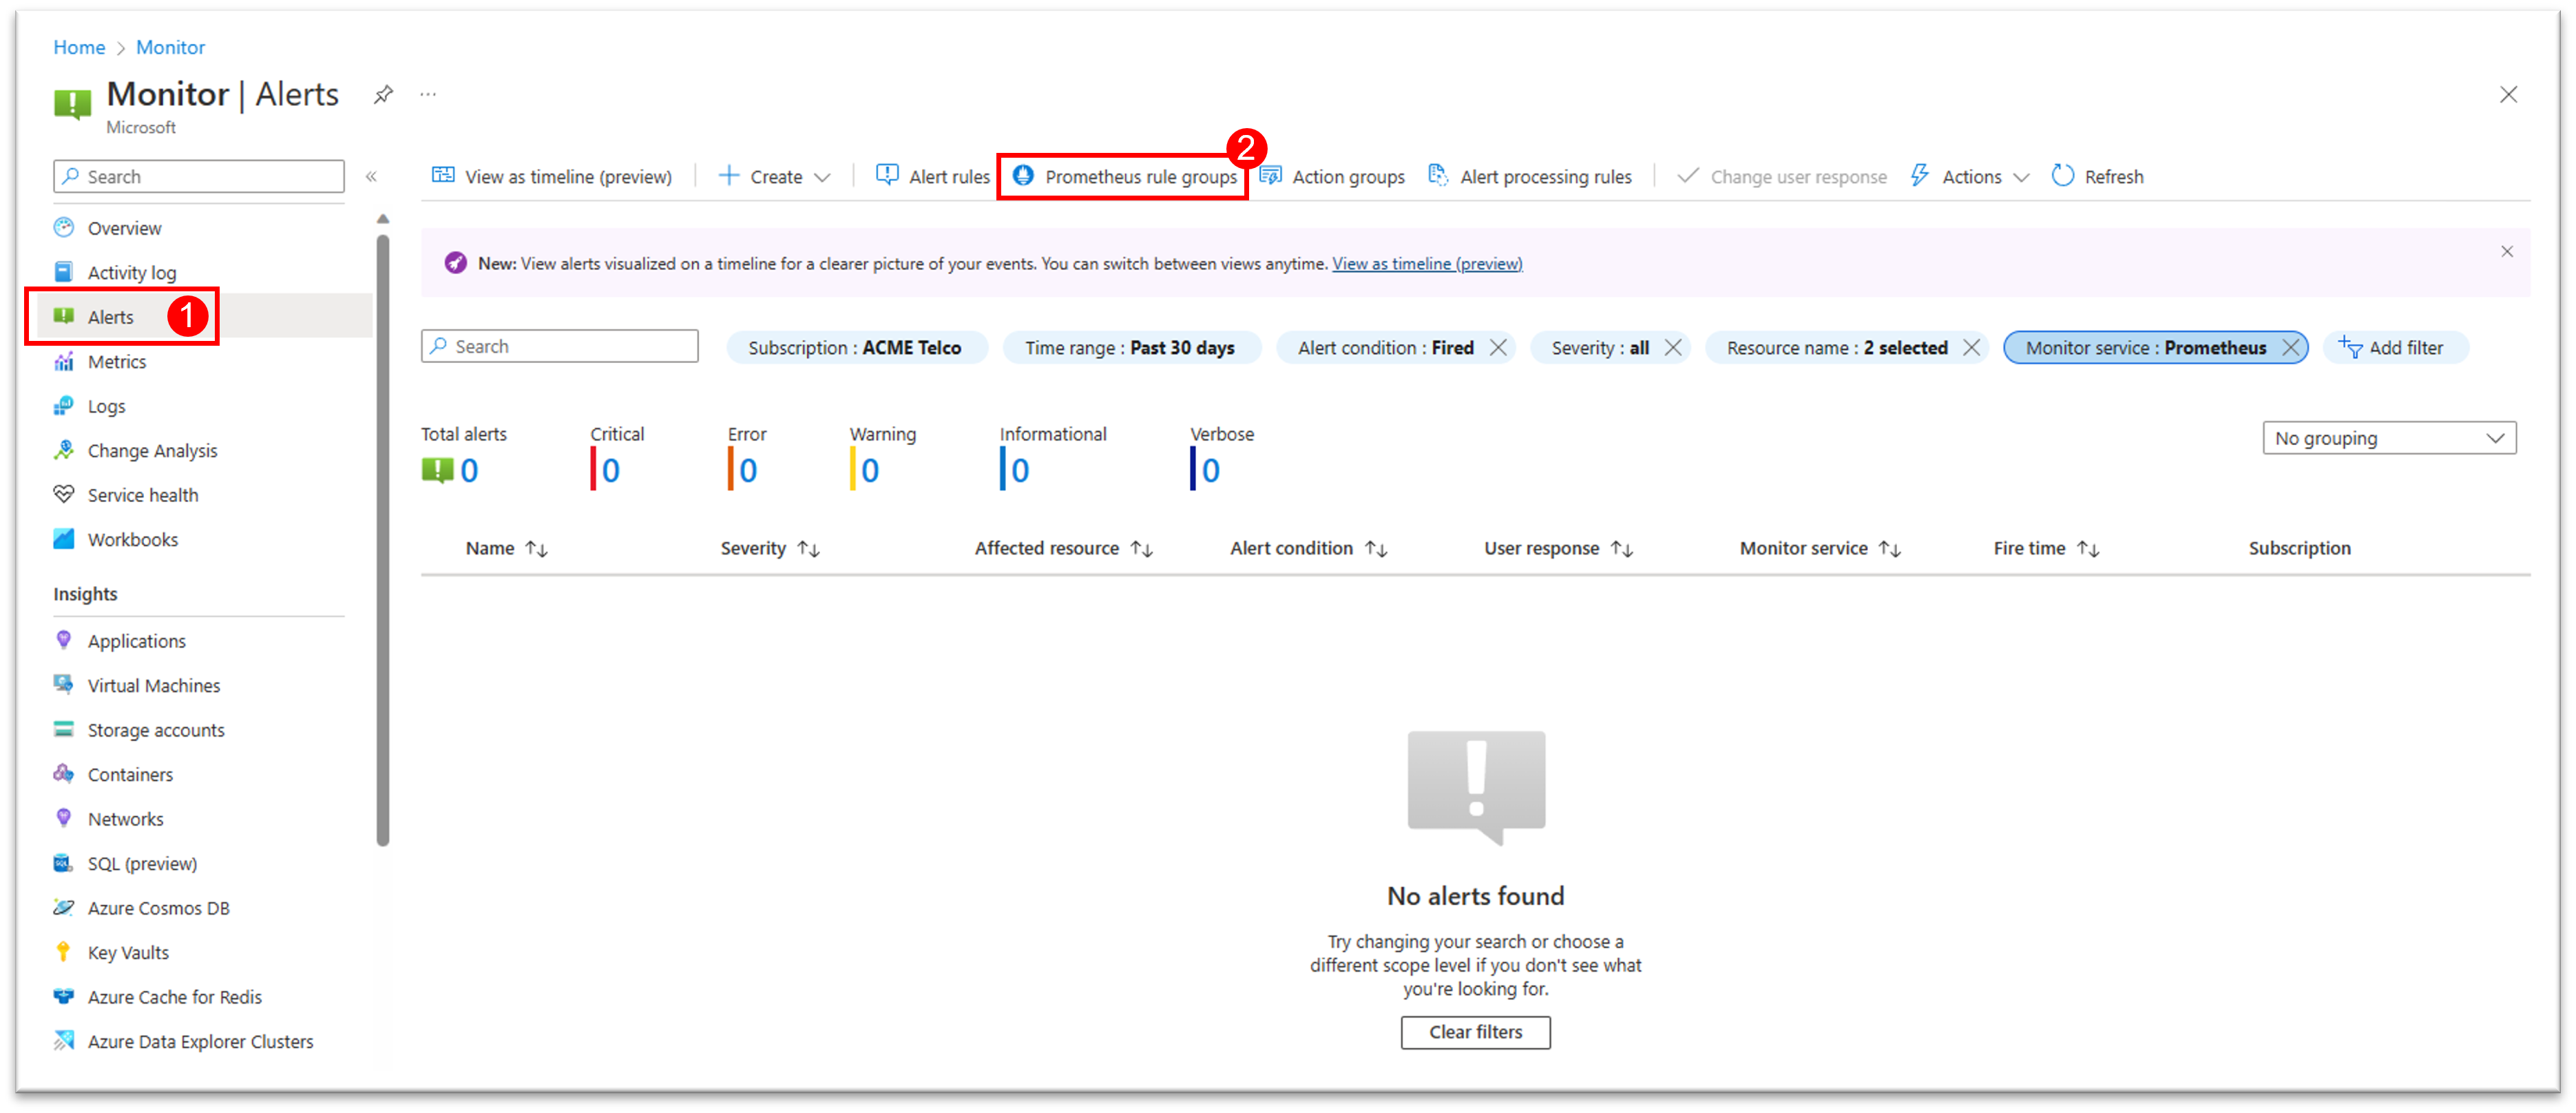 Home > Monitor
Monitor | Alerts
Microsoft
Search
Overview
Activity log
Alerts 1
Metrics
Logs
Change Analysis
Service health
Workbooks
Insights
Applications
Virtual Machines
Storage accounts
Containers
Networks
SQL (preview)
Azure Cosmos DB
Key Vaults
Azure Cache for Redis
Azure Data Explorer Clusters
View as timeline (preview) Create Alert rules Prometheus rule groups 2 Action groups Alert processing rules Change user response Actions Refresh
New: View alerts visualized on a timeline for a clearer picture of your events. You can switch between views anytime. View as timeline (preview)
Search Subscription : ACME Telco Time range : Past 30 days Alert condition : Fired Severity : all Resource name : 2 selected Monitor service : Prometheus Add filter
Total alerts Critical Error Warning Informational Verbose
0 0 0 0 0 0
No grouping
Name Severity Affected resource Alert condition User response Monitor service Fire time Subscription
No alerts found
Try changing your search or choose a
different scope level if you don't see what
you're looking for.
Clear filters